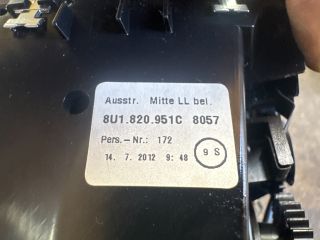 Ausstr. Mitte LL bel.
8U1.820.951C 8057
Pers.-Nr.: 172
14. 7. 2012 9: 48
9 S